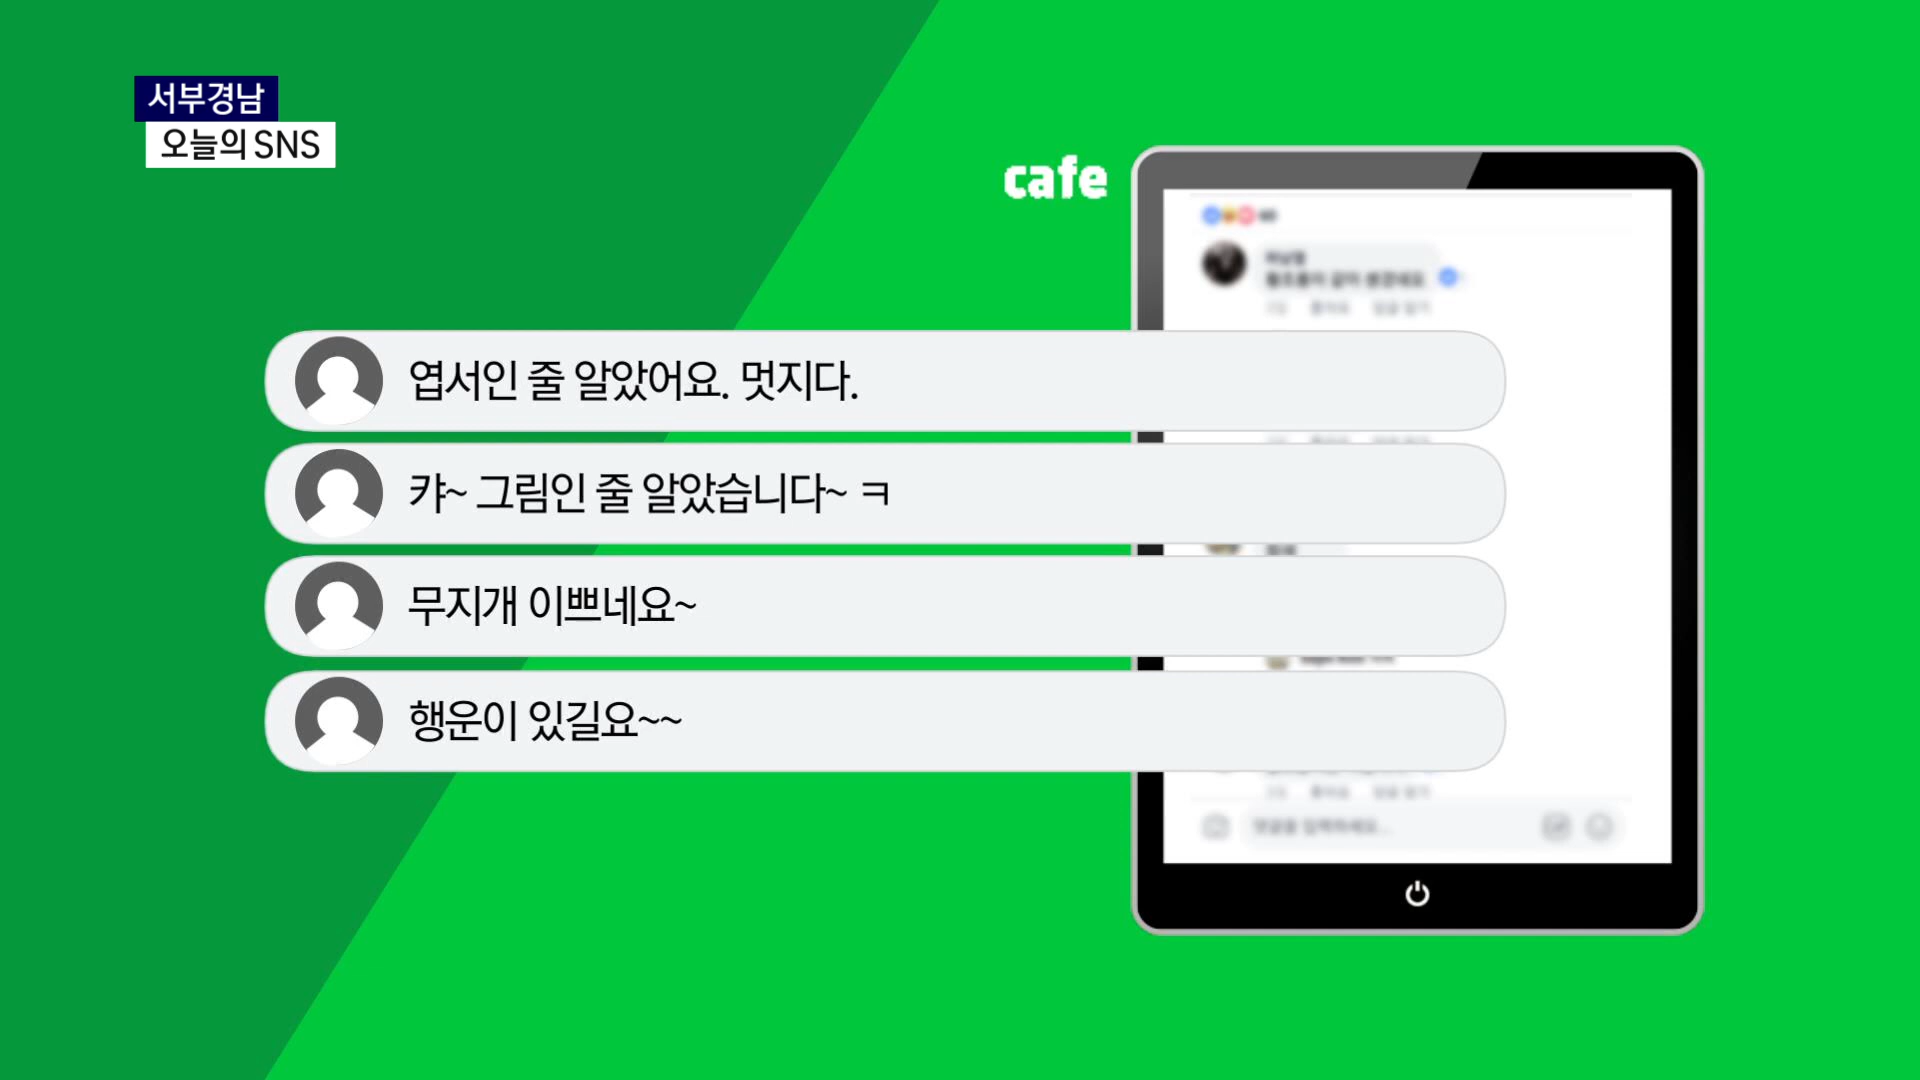 서부경남
오늘의 SNS
cafe
엽서인 줄 알았어요. 멋지다.
캬~ 그림인 줄 알았습니다~ ㅋ
무지개 이쁘네요~
행운이 있길요~~